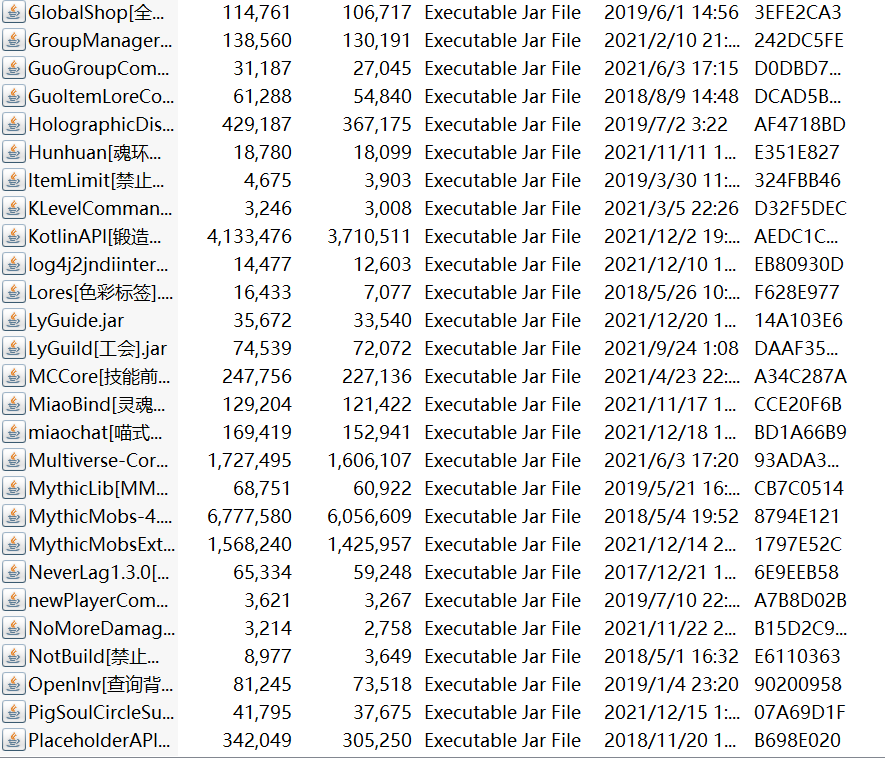 GlobalShop[全... 114,761 106,717 Executable Jar File 2019/6/1 14:56 3EFE2CA3
GroupManager... 138,560 130,191 Executable Jar File 2021/2/10 21:... 242DC5FE
GuoGroupCom... 31,187 27,045 Executable Jar File 2021/6/3 17:15 D0DBD7...
GuoItemLoreCo... 61,288 54,840 Executable Jar File 2018/8/9 14:48 DCAD5B...
HolographicDis... 429,187 367,175 Executable Jar File 2019/7/2 3:22 AF4718BD
Hunhuan[魂环... 18,780 18,099 Executable Jar File 2021/11/11 1... E351E827
ItemLimit[禁止... 4,675 3,903 Executable Jar File 2019/3/30 11:... 324FBB46
KLevelComman... 3,246 3,008 Executable Jar File 2021/3/5 22:26 D32F5DEC
KotlinAPI[锻造... 4,133,476 3,710,511 Executable Jar File 2021/12/2 19:... AEDC1C...
log4j2jndiinter... 14,477 12,603 Executable Jar File 2021/12/10 1... EB80930D
Lores[色彩标签].... 16,433 7,077 Executable Jar File 2018/5/26 10:... F628E977
LyGuide.jar 35,672 33,540 Executable Jar File 2021/12/20 1... 14A103E6
LyGuild[工会].jar 74,539 72,072 Executable Jar File 2021/9/24 1:08 DAAF35...
MCCore[技能前... 247,756 227,136 Executable Jar File 2021/4/23 22:... A34C287A
MiaoBind[灵魂... 129,204 121,422 Executable Jar File 2021/11/17 1... CCE20F6B
miaochat[喵式... 169,419 152,941 Executable Jar File 2021/12/18 1... BD1A66B9
Multiverse-Cor... 1,727,495 1,606,107 Executable Jar File 2021/6/3 17:20 93ADA3...
MythicLib[MM... 68,751 60,922 Executable Jar File 2019/5/21 16:... CB7C0514
MythicMobs-4.... 6,777,580 6,056,609 Executable Jar File 2018/5/4 19:52 8794E121
MythicMobsExt... 1,568,240 1,425,957 Executable Jar File 2021/12/14 2... 1797E52C
NeverLag1.3.0[... 65,334 59,248 Executable Jar File 2017/12/21 1... 6E9EEB58
newPlayerCom... 3,621 3,267 Executable Jar File 2019/7/10 22:... A7B8D02B
NoMoreDamag... 3,214 2,758 Executable Jar File 2021/11/22 2... B15D2C9...
NotBuild[禁止... 8,977 3,649 Executable Jar File 2018/5/1 16:32 E6110363
OpenInv[查询背... 81,245 73,518 Executable Jar File 2019/1/4 23:20 90200958
PigSoulCircleSu... 41,795 37,675 Executable Jar File 2021/12/15 1:... 07A69D1F
PlaceholderAPI... 342,049 305,250 Executable Jar File 2018/11/20 1... B698E020